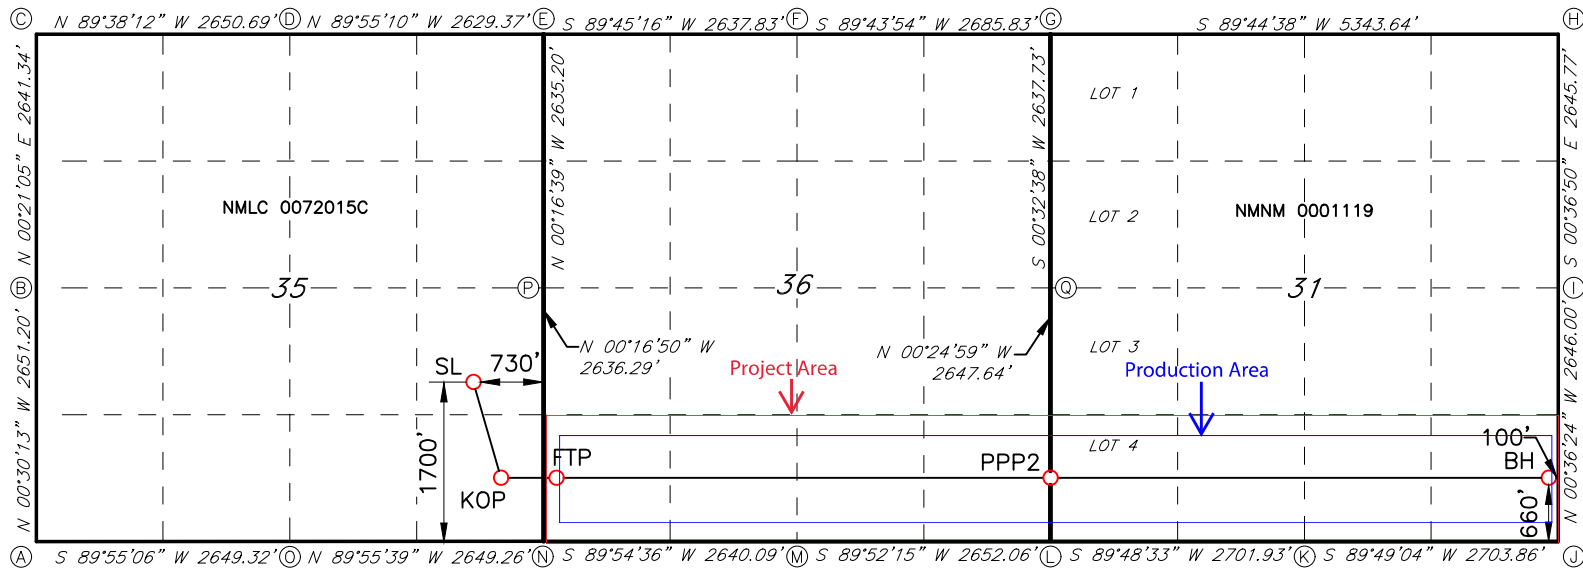 C N 89°38'12" W 2650.69' D N 89°55'10" W 2629.37' E S 89°45'16" W 2637.83' F S 89°43'54" W 2685.83' G S 89°44'38" W 5343.64' H
N 00°21'05" E 2641.34'
N 00°16'39" W 2635.20'
S 00°32'38" W 2637.73'
S 00°36'50" E 2645.77'
LOT 1
NMLC 0072015C
LOT 2
NMNM 0001119
B 35 P 36 Q 31 I
N 00°30'13" W 2651.20'
N 00°16'50" W
2636.29'
N 00°24'59" W
2647.64'
LOT 3
N 00°36'24" W 2646.00'
SL 730'
Project Area
Production Area
1700'
KOP
FTP
PPP2
LOT 4
100'
BH
660'
A S 89°55'06" W 2649.32' O N 89°55'39" W 2649.26' N S 89°54'36" W 2640.09' M S 89°52'15" W 2652.06' L S 89°48'33" W 2701.93' K S 89°49'04" W 2703.86' J